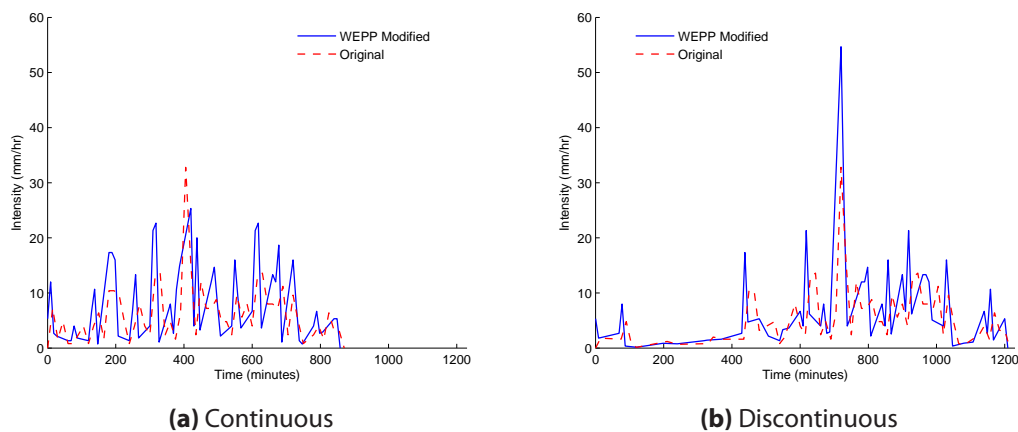 60
50
40
30
20
10
0
Intensity (mm/hr)
0 200 400 600 800 1000 1200
Time (minutes)
WEPP Modified
Original
(a) Continuous
60
50
40
30
20
10
0
Intensity (mm/hr)
0 200 400 600 800 1000 1200
Time (minutes)
WEPP Modified
Original
(b) Discontinuous